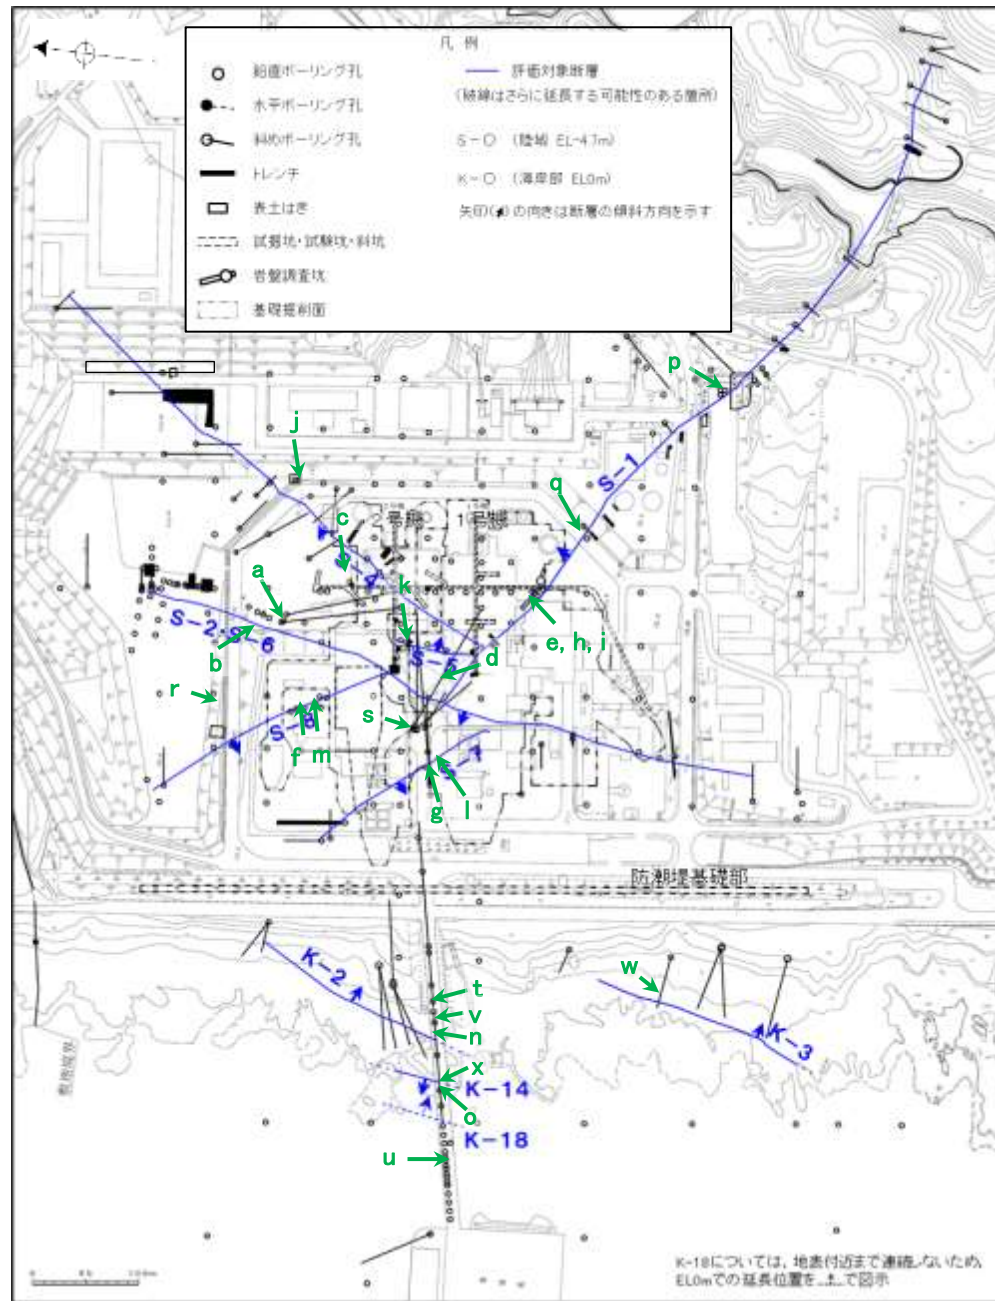 凡 例
鉛直ボーリング孔
水平ボーリング孔
斜めボーリング孔
トレンチ
表土はぎ
試掘坑・試験坑・斜坑
岩盤調査坑
基礎掘削面
評価対象断層
(破線はさらに延長する可能性のある箇所)
S-○ (陸域 EL-4.7m)
K-○ (海岸部 EL0m)
矢印( )の向きは断層の傾斜方向を示す
p
j
S-1
q
c
2号機
1号機
S-4
a
k
S-2・S-6
b
S-5
d
e, h, i
r
S-8
f
m
s
S-7
g
l
防潮堤基礎部
K-2
w
t
v
n
K-3
x
K-14
o
K-18
u
敷地境界
K-18については、地表付近まで連続しないため、
EL0mでの延長位置を で図示